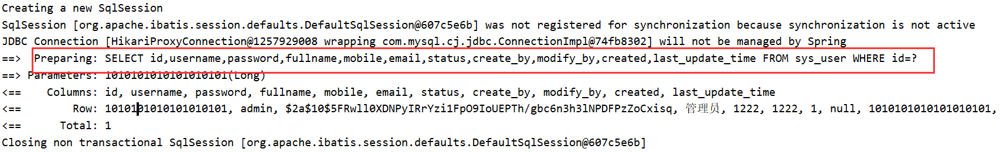 Creating a new SqlSession
SqlSession [org.apache.ibatis.session.defaults.DefaultSqlSession@607c5e6b] was not registered for synchronization because synchronization is not active
JDBC Connection [HikariProxyConnection@1257929008 wrapping com.mysql.cj.jdbc.ConnectionImpl@74fb8302] will not be managed by Spring
==>  Preparing: SELECT id,username,password,fullname,mobile,email,status,create_by,modify_by,created,last_update_time FROM sys_user WHERE id=?
==> Parameters: 1010101010101010101(Long)
<==    Columns: id, username, password, fullname, mobile, email, status, create_by, modify_by, created, last_update_time
<==        Row: 1010101010101010101, admin, $2a$10$5FRwll0XDNPyIRrYzi1FpO9IoUEPTh/gbc6n3h3lNPDFPzZoCxisq, 管理员, 1222, 1222, 1, null, 1010101010101010101,
<==      Total: 1
Closing non transactional SqlSession [org.apache.ibatis.session.defaults.DefaultSqlSession@607c5e6b]